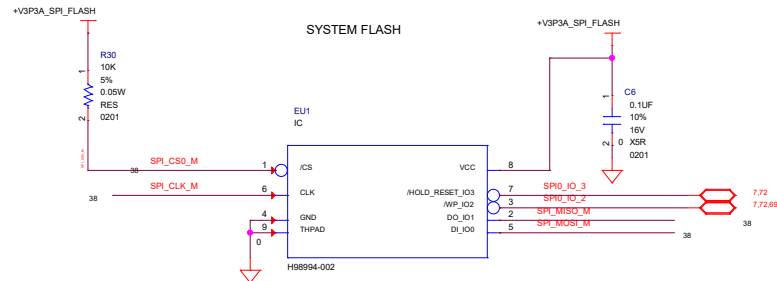 +V3P3A_SPI_FLASH
SYSTEM FLASH
+V3P3A_SPI_FLASH
R30
10K
5%
0.05W
RES
0201
1
2
C6
0.1UF
10%
16V
X5R
0201
1
2
0
EU1
IC
SPI_CS0_M
38
1
/CS
VCC
8
SPI_CLK_M
38
6
CLK
/HOLD_RESET_IO3
7
SPI0_IO_3
7,72
/WP_IO2
3
SPI0_IO_2
7,72,69
4
GND
DO_IO1
2
SPI_MISO_M
38
9
THPAD
DI_IO0
5
SPI_MOSI_M
38
0
H98994-002